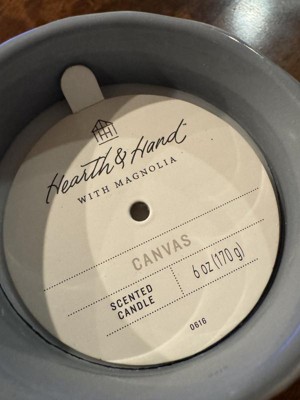 Hearth & Hand
WITH MAGNOLIA
CANVAS
SCENTED
CANDLE
6 oz (170 g)
0616